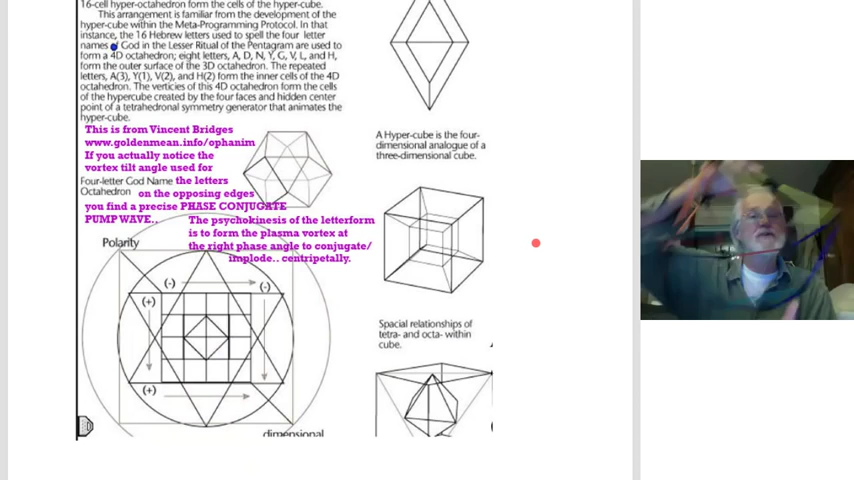 16-cell hyper-octahedron form the cells of the hyper-cube.
This arrangement is familiar from the development of the
hyper-cube within the Meta-Programming Protocol. In that
instance, the 16 Hebrew letters used to spell the four letter
names of God in the Lesser Ritual of the Pentagram are used to
form a 4D octahedron; eight letters, A, D, N, Y, G, V, L, and H,
form the outer surface of the 3D octahedron. The repeated
letters, A(3), Y(1), V(2), and H(2) form the inner cells of the 4D
octahedron. The verticies of this 4D octahedron form the cells
of the hypercube created by the four faces and hidden center
point of a tetrahedronal symmetry generator that animates the
hyper-cube.
This is from Vincent Bridges
www.goldenmean.info/ophanim
If you actually notice the
vortex tilt angle used for
Four-letter God Name the letters
Octahedron on the opposing edges
you find a precise PHASE CONJUGATE
PUMP WAVE..
The psychokinesis of the letterform
is to form the plasma vortex at
the right phase angle to conjugate/
implode.. centripetally.
Polarity
(-)
(-)
(+)
(+)
dimensional
A Hyper-cube is the four-
dimensional analogue of a
three-dimensional cube.
Spacial relationships of
tetra- and octa- within
cube.